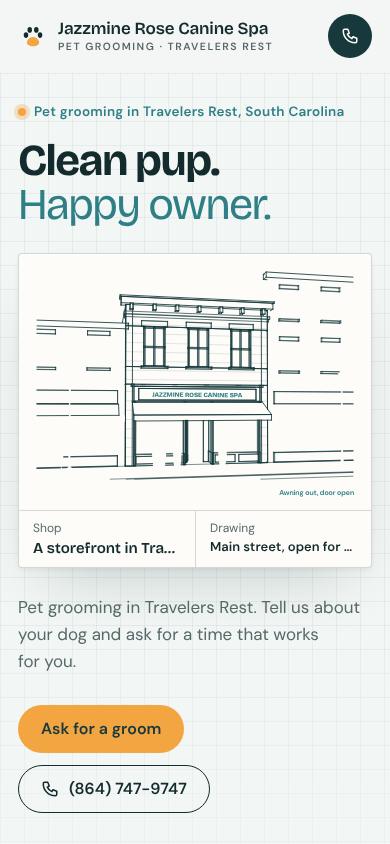 Jazzmine Rose Canine Spa
PET GROOMING · TRAVELERS REST
Pet grooming in Travelers Rest, South Carolina
Clean pup.
Happy owner.
JAZZMINE ROSE CANINE SPA
Awning out, door open
Shop
A storefront in Tra...
Drawing
Main street, open for ...
Pet grooming in Travelers Rest. Tell us about
your dog and ask for a time that works
for you.
Ask for a groom
(864) 747-9747